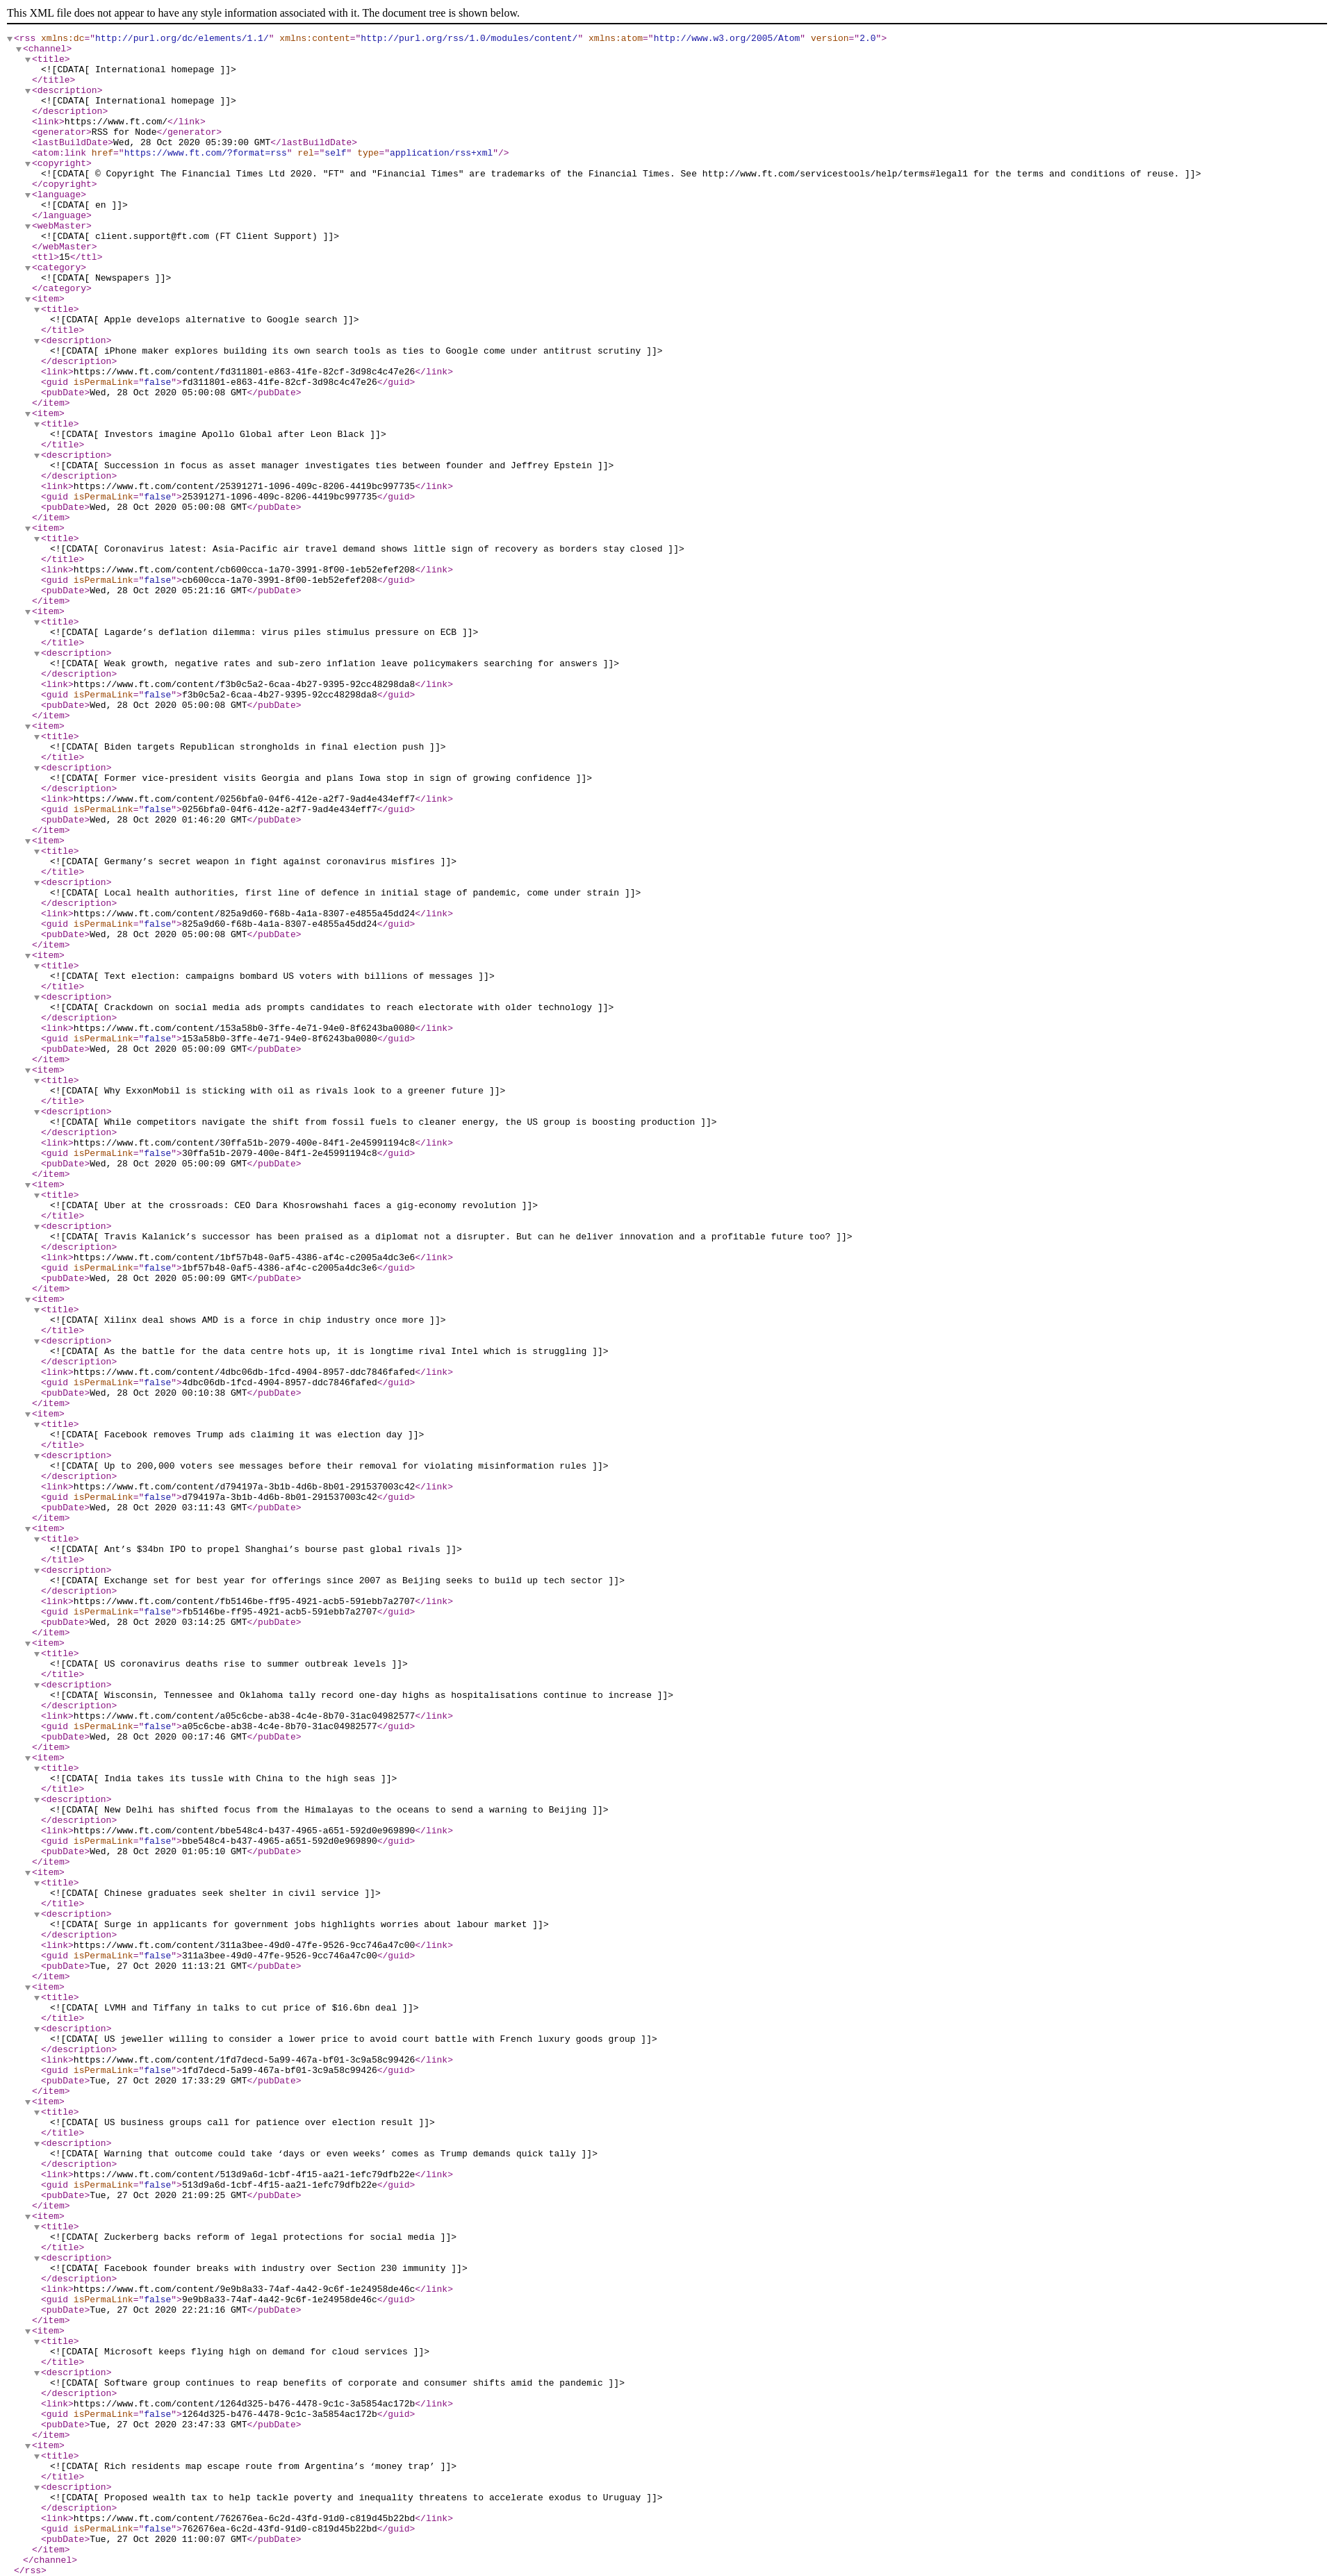 This XML file does not appear to have any style information associated with it. The document tree is shown below.
<rss xmlns:dc="http://purl.org/dc/elements/1.1/" xmlns:content="http://purl.org/rss/1.0/modules/content/" xmlns:atom="http://www.w3.org/2005/Atom" version="2.0">
<channel>
<title>
<![CDATA[ International homepage ]]>
</title>
<description>
<![CDATA[ International homepage ]]>
</description>
<link>https://www.ft.com/</link>
<generator>RSS for Node</generator>
<lastBuildDate>Wed, 28 Oct 2020 05:39:00 GMT</lastBuildDate>
<atom:link href="https://www.ft.com/?format=rss" rel="self" type="application/rss+xml"/>
<copyright>
<![CDATA[ © Copyright The Financial Times Ltd 2020. "FT" and "Financial Times" are trademarks of the Financial Times. See http://www.ft.com/servicestools/help/terms#legal1 for the terms and conditions of reuse. ]]>
</copyright>
<language>
<![CDATA[ en ]]>
</language>
<webMaster>
<![CDATA[ client.support@ft.com (FT Client Support) ]]>
</webMaster>
<ttl>15</ttl>
<category>
<![CDATA[ Newspapers ]]>
</category>
<item>
<title>
<![CDATA[ Apple develops alternative to Google search ]]>
</title>
<description>
<![CDATA[ iPhone maker explores building its own search tools as ties to Google come under antitrust scrutiny ]]>
</description>
<link>https://www.ft.com/content/fd311801-e863-41fe-82cf-3d98c4c47e26</link>
<guid isPermaLink="false">fd311801-e863-41fe-82cf-3d98c4c47e26</guid>
<pubDate>Wed, 28 Oct 2020 05:00:08 GMT</pubDate>
</item>
<item>
<title>
<![CDATA[ Investors imagine Apollo Global after Leon Black ]]>
</title>
<description>
<![CDATA[ Succession in focus as asset manager investigates ties between founder and Jeffrey Epstein ]]>
</description>
<link>https://www.ft.com/content/25391271-1096-409c-8206-4419bc997735</link>
<guid isPermaLink="false">25391271-1096-409c-8206-4419bc997735</guid>
<pubDate>Wed, 28 Oct 2020 05:00:08 GMT</pubDate>
</item>
<item>
<title>
<![CDATA[ Coronavirus latest: Asia-Pacific air travel demand shows little sign of recovery as borders stay closed ]]>
</title>
<link>https://www.ft.com/content/cb600cca-1a70-3991-8f00-1eb52efef208</link>
<guid isPermaLink="false">cb600cca-1a70-3991-8f00-1eb52efef208</guid>
<pubDate>Wed, 28 Oct 2020 05:21:16 GMT</pubDate>
</item>
<item>
<title>
<![CDATA[ Lagarde’s deflation dilemma: virus piles stimulus pressure on ECB ]]>
</title>
<description>
<![CDATA[ Weak growth, negative rates and sub-zero inflation leave policymakers searching for answers ]]>
</description>
<link>https://www.ft.com/content/f3b0c5a2-6caa-4b27-9395-92cc48298da8</link>
<guid isPermaLink="false">f3b0c5a2-6caa-4b27-9395-92cc48298da8</guid>
<pubDate>Wed, 28 Oct 2020 05:00:08 GMT</pubDate>
</item>
<item>
<title>
<![CDATA[ Biden targets Republican strongholds in final election push ]]>
</title>
<description>
<![CDATA[ Former vice-president visits Georgia and plans Iowa stop in sign of growing confidence ]]>
</description>
<link>https://www.ft.com/content/0256bfa0-04f6-412e-a2f7-9ad4e434eff7</link>
<guid isPermaLink="false">0256bfa0-04f6-412e-a2f7-9ad4e434eff7</guid>
<pubDate>Wed, 28 Oct 2020 01:46:20 GMT</pubDate>
</item>
<item>
<title>
<![CDATA[ Germany’s secret weapon in fight against coronavirus misfires ]]>
</title>
<description>
<![CDATA[ Local health authorities, first line of defence in initial stage of pandemic, come under strain ]]>
</description>
<link>https://www.ft.com/content/825a9d60-f68b-4a1a-8307-e4855a45dd24</link>
<guid isPermaLink="false">825a9d60-f68b-4a1a-8307-e4855a45dd24</guid>
<pubDate>Wed, 28 Oct 2020 05:00:08 GMT</pubDate>
</item>
<item>
<title>
<![CDATA[ Text election: campaigns bombard US voters with billions of messages ]]>
</title>
<description>
<![CDATA[ Crackdown on social media ads prompts candidates to reach electorate with older technology ]]>
</description>
<link>https://www.ft.com/content/153a58b0-3ffe-4e71-94e0-8f6243ba0080</link>
<guid isPermaLink="false">153a58b0-3ffe-4e71-94e0-8f6243ba0080</guid>
<pubDate>Wed, 28 Oct 2020 05:00:09 GMT</pubDate>
</item>
<item>
<title>
<![CDATA[ Why ExxonMobil is sticking with oil as rivals look to a greener future ]]>
</title>
<description>
<![CDATA[ While competitors navigate the shift from fossil fuels to cleaner energy, the US group is boosting production ]]>
</description>
<link>https://www.ft.com/content/30ffa51b-2079-400e-84f1-2e45991194c8</link>
<guid isPermaLink="false">30ffa51b-2079-400e-84f1-2e45991194c8</guid>
<pubDate>Wed, 28 Oct 2020 05:00:09 GMT</pubDate>
</item>
<item>
<title>
<![CDATA[ Uber at the crossroads: CEO Dara Khosrowshahi faces a gig-economy revolution ]]>
</title>
<description>
<![CDATA[ Travis Kalanick’s successor has been praised as a diplomat not a disrupter. But can he deliver innovation and a profitable future too? ]]>
</description>
<link>https://www.ft.com/content/1bf57b48-0af5-4386-af4c-c2005a4dc3e6</link>
<guid isPermaLink="false">1bf57b48-0af5-4386-af4c-c2005a4dc3e6</guid>
<pubDate>Wed, 28 Oct 2020 05:00:09 GMT</pubDate>
</item>
<item>
<title>
<![CDATA[ Xilinx deal shows AMD is a force in chip industry once more ]]>
</title>
<description>
<![CDATA[ As the battle for the data centre hots up, it is longtime rival Intel which is struggling ]]>
</description>
<link>https://www.ft.com/content/4dbc06db-1fcd-4904-8957-ddc7846fafed</link>
<guid isPermaLink="false">4dbc06db-1fcd-4904-8957-ddc7846fafed</guid>
<pubDate>Wed, 28 Oct 2020 00:10:38 GMT</pubDate>
</item>
<item>
<title>
<![CDATA[ Facebook removes Trump ads claiming it was election day ]]>
</title>
<description>
<![CDATA[ Up to 200,000 voters see messages before their removal for violating misinformation rules ]]>
</description>
<link>https://www.ft.com/content/d794197a-3b1b-4d6b-8b01-291537003c42</link>
<guid isPermaLink="false">d794197a-3b1b-4d6b-8b01-291537003c42</guid>
<pubDate>Wed, 28 Oct 2020 03:11:43 GMT</pubDate>
</item>
<item>
<title>
<![CDATA[ Ant’s $34bn IPO to propel Shanghai’s bourse past global rivals ]]>
</title>
<description>
<![CDATA[ Exchange set for best year for offerings since 2007 as Beijing seeks to build up tech sector ]]>
</description>
<link>https://www.ft.com/content/fb5146be-ff95-4921-acb5-591ebb7a2707</link>
<guid isPermaLink="false">fb5146be-ff95-4921-acb5-591ebb7a2707</guid>
<pubDate>Wed, 28 Oct 2020 03:14:25 GMT</pubDate>
</item>
<item>
<title>
<![CDATA[ US coronavirus deaths rise to summer outbreak levels ]]>
</title>
<description>
<![CDATA[ Wisconsin, Tennessee and Oklahoma tally record one-day highs as hospitalisations continue to increase ]]>
</description>
<link>https://www.ft.com/content/a05c6cbe-ab38-4c4e-8b70-31ac04982577</link>
<guid isPermaLink="false">a05c6cbe-ab38-4c4e-8b70-31ac04982577</guid>
<pubDate>Wed, 28 Oct 2020 00:17:46 GMT</pubDate>
</item>
<item>
<title>
<![CDATA[ India takes its tussle with China to the high seas ]]>
</title>
<description>
<![CDATA[ New Delhi has shifted focus from the Himalayas to the oceans to send a warning to Beijing ]]>
</description>
<link>https://www.ft.com/content/bbe548c4-b437-4965-a651-592d0e969890</link>
<guid isPermaLink="false">bbe548c4-b437-4965-a651-592d0e969890</guid>
<pubDate>Wed, 28 Oct 2020 01:05:10 GMT</pubDate>
</item>
<item>
<title>
<![CDATA[ Chinese graduates seek shelter in civil service ]]>
</title>
<description>
<![CDATA[ Surge in applicants for government jobs highlights worries about labour market ]]>
</description>
<link>https://www.ft.com/content/311a3bee-49d0-47fe-9526-9cc746a47c00</link>
<guid isPermaLink="false">311a3bee-49d0-47fe-9526-9cc746a47c00</guid>
<pubDate>Tue, 27 Oct 2020 11:13:21 GMT</pubDate>
</item>
<item>
<title>
<![CDATA[ LVMH and Tiffany in talks to cut price of $16.6bn deal ]]>
</title>
<description>
<![CDATA[ US jeweller willing to consider a lower price to avoid court battle with French luxury goods group ]]>
</description>
<link>https://www.ft.com/content/1fd7decd-5a99-467a-bf01-3c9a58c99426</link>
<guid isPermaLink="false">1fd7decd-5a99-467a-bf01-3c9a58c99426</guid>
<pubDate>Tue, 27 Oct 2020 17:33:29 GMT</pubDate>
</item>
<item>
<title>
<![CDATA[ US business groups call for patience over election result ]]>
</title>
<description>
<![CDATA[ Warning that outcome could take ‘days or even weeks’ comes as Trump demands quick tally ]]>
</description>
<link>https://www.ft.com/content/513d9a6d-1cbf-4f15-aa21-1efc79dfb22e</link>
<guid isPermaLink="false">513d9a6d-1cbf-4f15-aa21-1efc79dfb22e</guid>
<pubDate>Tue, 27 Oct 2020 21:09:25 GMT</pubDate>
</item>
<item>
<title>
<![CDATA[ Zuckerberg backs reform of legal protections for social media ]]>
</title>
<description>
<![CDATA[ Facebook founder breaks with industry over Section 230 immunity ]]>
</description>
<link>https://www.ft.com/content/9e9b8a33-74af-4a42-9c6f-1e24958de46c</link>
<guid isPermaLink="false">9e9b8a33-74af-4a42-9c6f-1e24958de46c</guid>
<pubDate>Tue, 27 Oct 2020 22:21:16 GMT</pubDate>
</item>
<item>
<title>
<![CDATA[ Microsoft keeps flying high on demand for cloud services ]]>
</title>
<description>
<![CDATA[ Software group continues to reap benefits of corporate and consumer shifts amid the pandemic ]]>
</description>
<link>https://www.ft.com/content/1264d325-b476-4478-9c1c-3a5854ac172b</link>
<guid isPermaLink="false">1264d325-b476-4478-9c1c-3a5854ac172b</guid>
<pubDate>Tue, 27 Oct 2020 23:47:33 GMT</pubDate>
</item>
<item>
<title>
<![CDATA[ Rich residents map escape route from Argentina’s ‘money trap’ ]]>
</title>
<description>
<![CDATA[ Proposed wealth tax to help tackle poverty and inequality threatens to accelerate exodus to Uruguay ]]>
</description>
<link>https://www.ft.com/content/762676ea-6c2d-43fd-91d0-c819d45b22bd</link>
<guid isPermaLink="false">762676ea-6c2d-43fd-91d0-c819d45b22bd</guid>
<pubDate>Tue, 27 Oct 2020 11:00:07 GMT</pubDate>
</item>
</channel>
</rss>